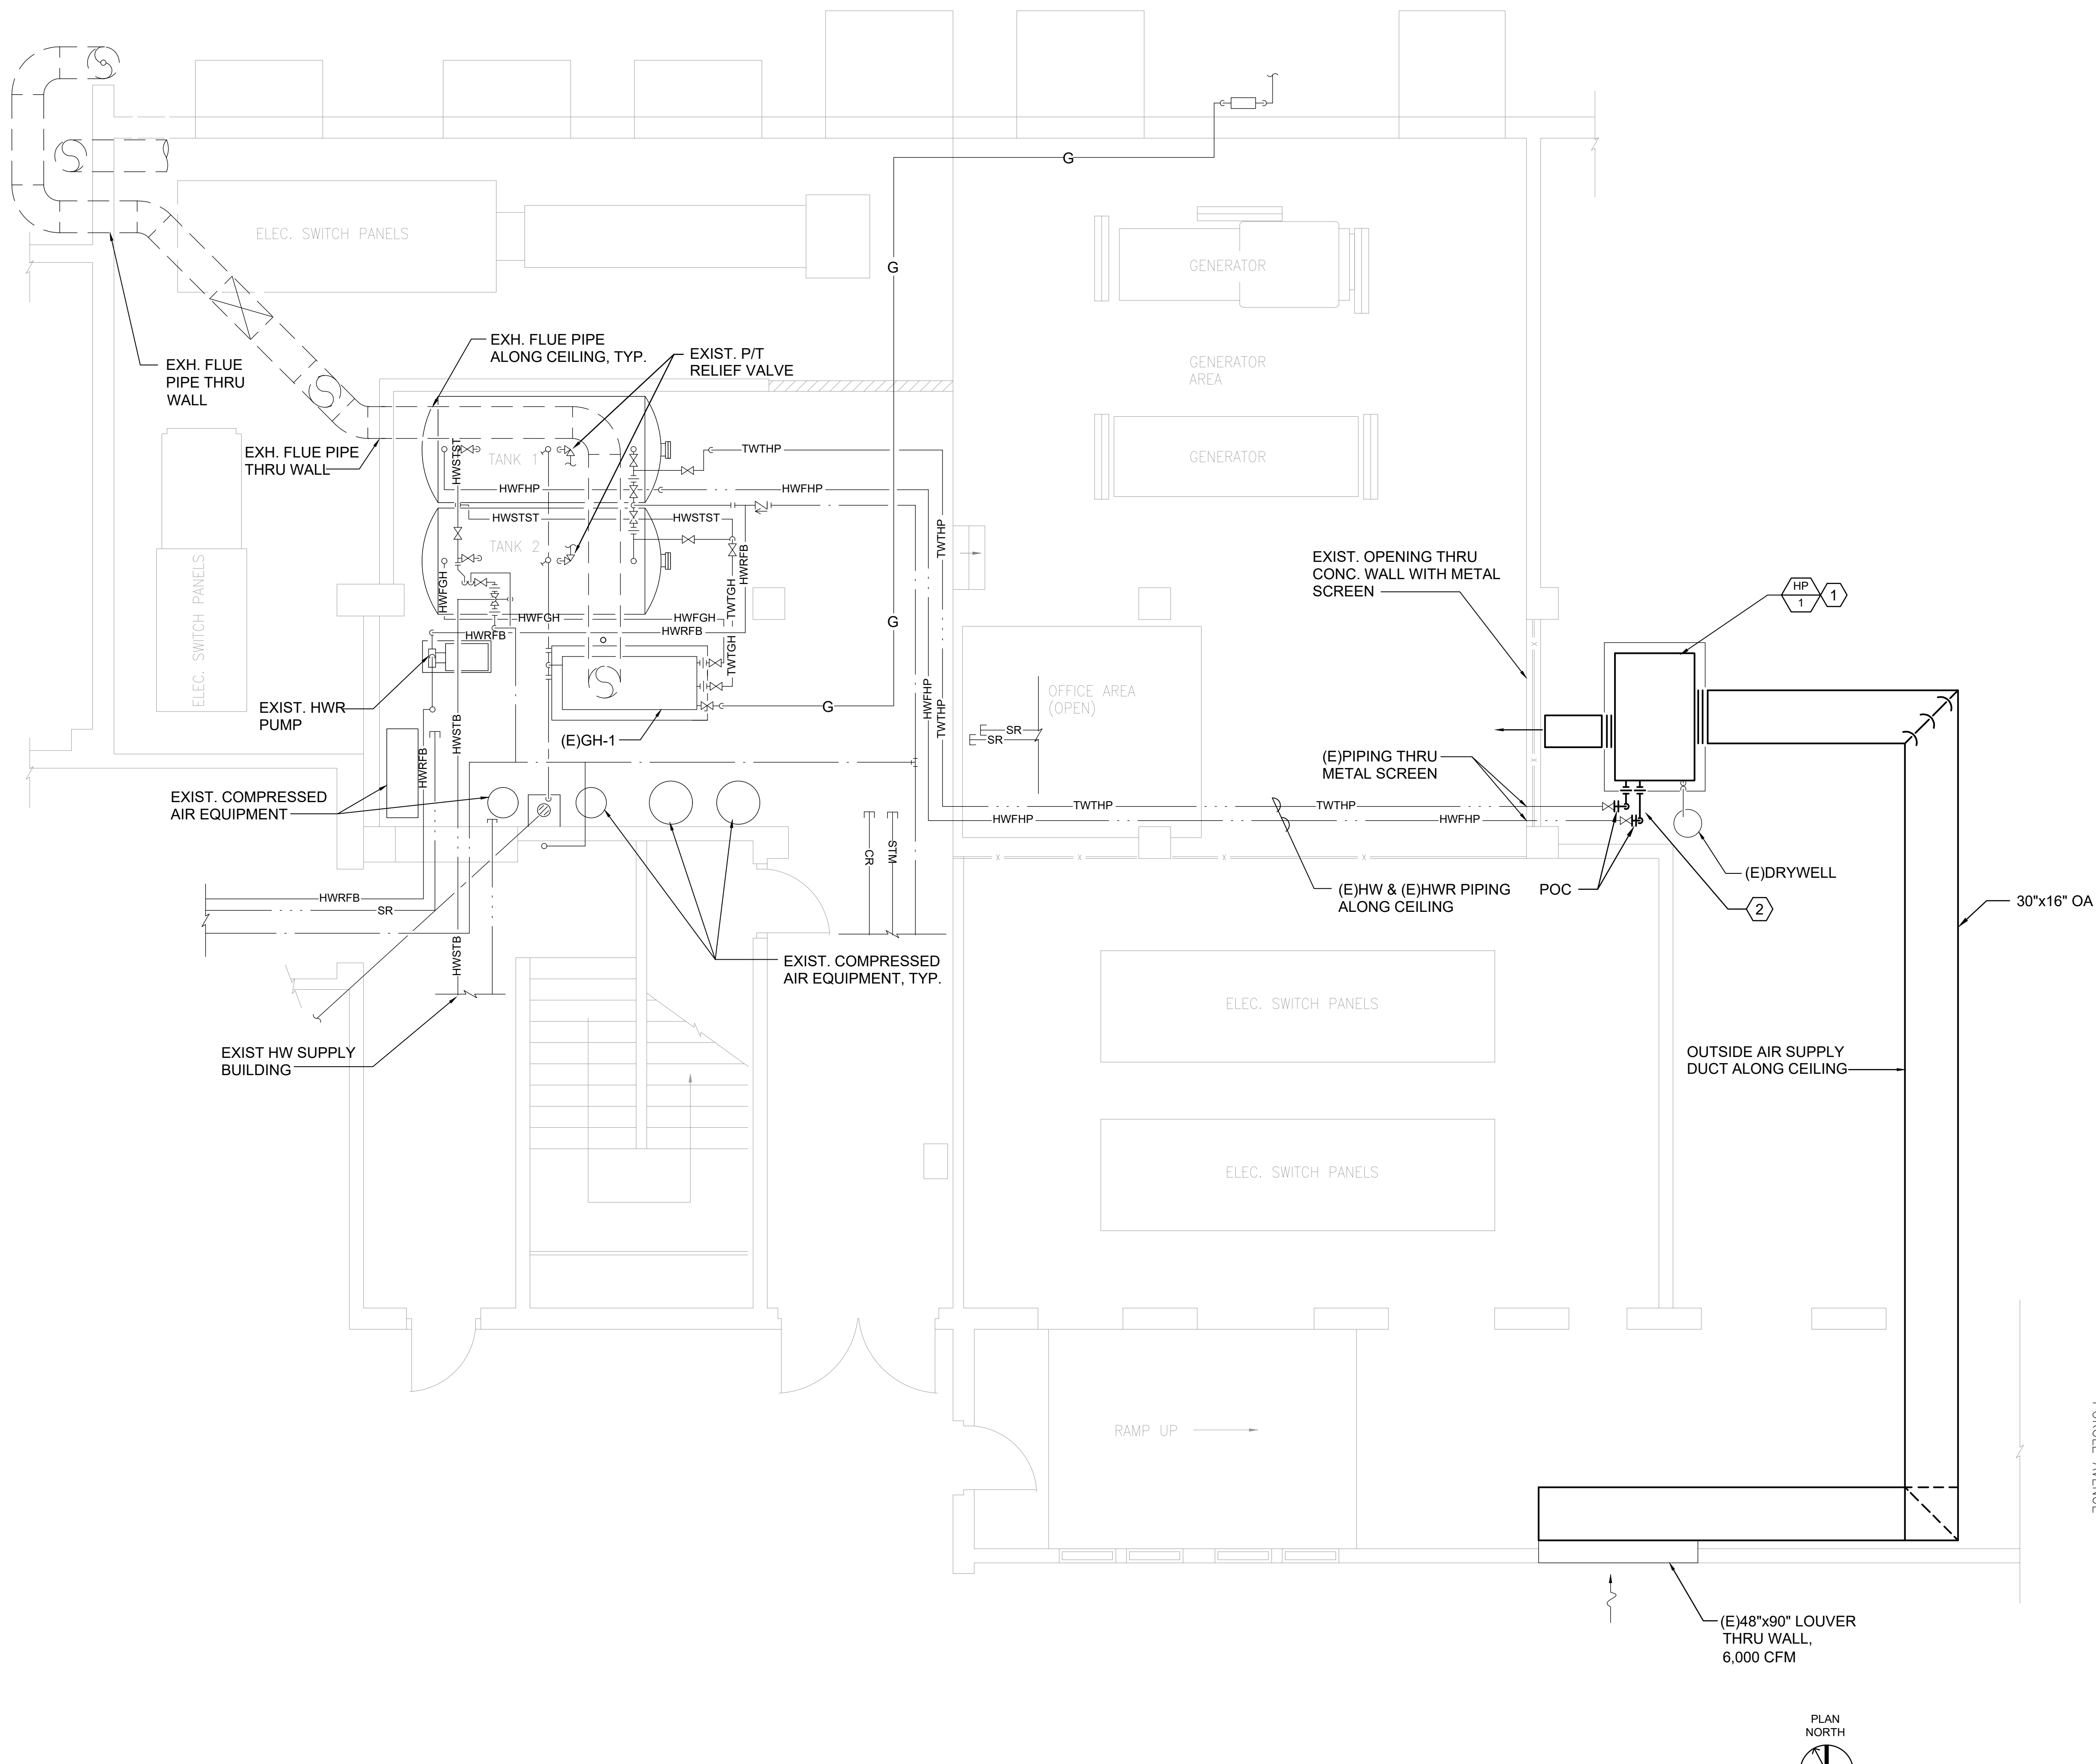 G
ELEC. SWITCH PANELS
G
GENERATOR
EXH. FLUE PIPE
ALONG CEILING, TYP.
EXIST. P/T
RELIEF VALVE
EXH. FLUE
PIPE THRU
WALL
GENERATOR
AREA
EXH. FLUE PIPE
THRU WALL
HWSTST
TANK 1
TWTHP
GENERATOR
HWFHP
HWFHP
HWSTST
HWSTST
TANK 2
TWTHP
HWRFB
ELEC. SWITCH PANELS
HWFGH
TWTGH
HWFGH
HWFGH
HWRFB
HWRFB
TWTGH
G
EXIST. OPENING THRU
CONC. WALL WITH METAL
SCREEN
HP
1
1
EXIST. HWR
PUMP
(E)GH-1
G
HWSTB
HWRFB
HWFHP
TWTHP
OFFICE AREA
(OPEN)
SR
SR
(E)PIPING THRU
METAL SCREEN
EXIST. COMPRESSED
AIR EQUIPMENT
TWTHP
TWTHP
HWFHP
HWFHP
CR
STM
(E)HW & (E)HWR PIPING
ALONG CEILING
POC
(E)DRYWELL
2
30"x16" OA
HWRFB
SR
HWSTB
EXIST. COMPRESSED
AIR EQUIPMENT, TYP.
ELEC. SWITCH PANELS
EXIST HW SUPPLY
BUILDING
OUTSIDE AIR SUPPLY
DUCT ALONG CEILING
ELEC. SWITCH PANELS
RAMP UP
(E)48"x90" LOUVER
THRU WALL,
6,000 CFM
PLAN
NORTH